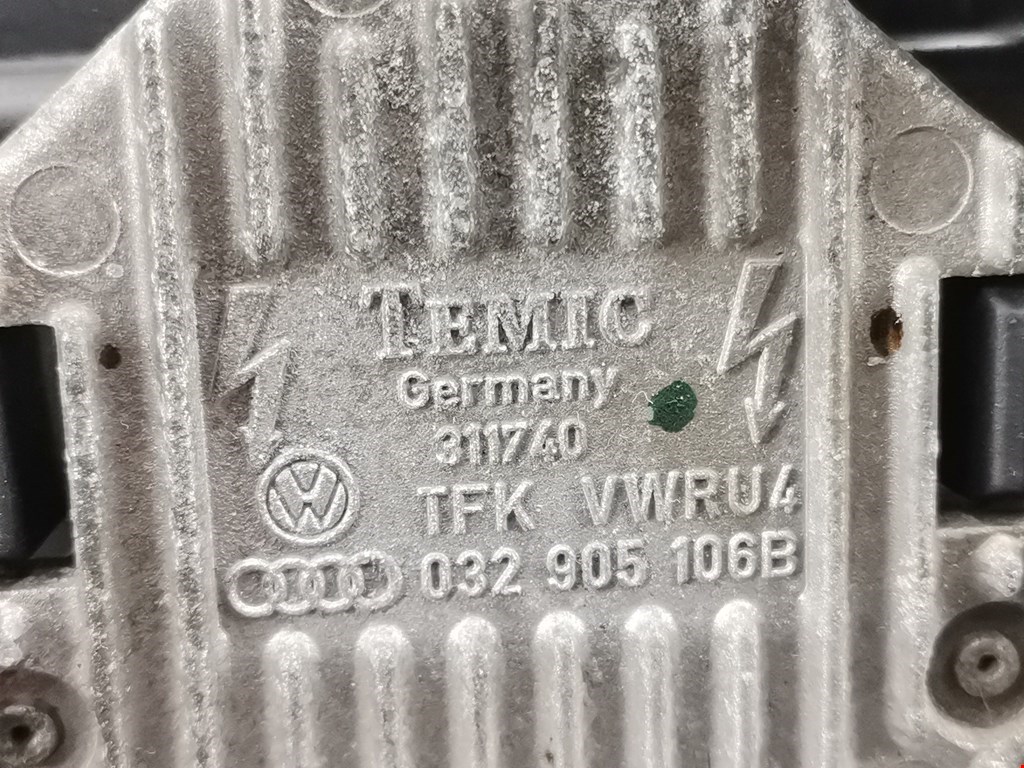 TEMIC
Germany
311740
TFK VWRU4
032 905 106B